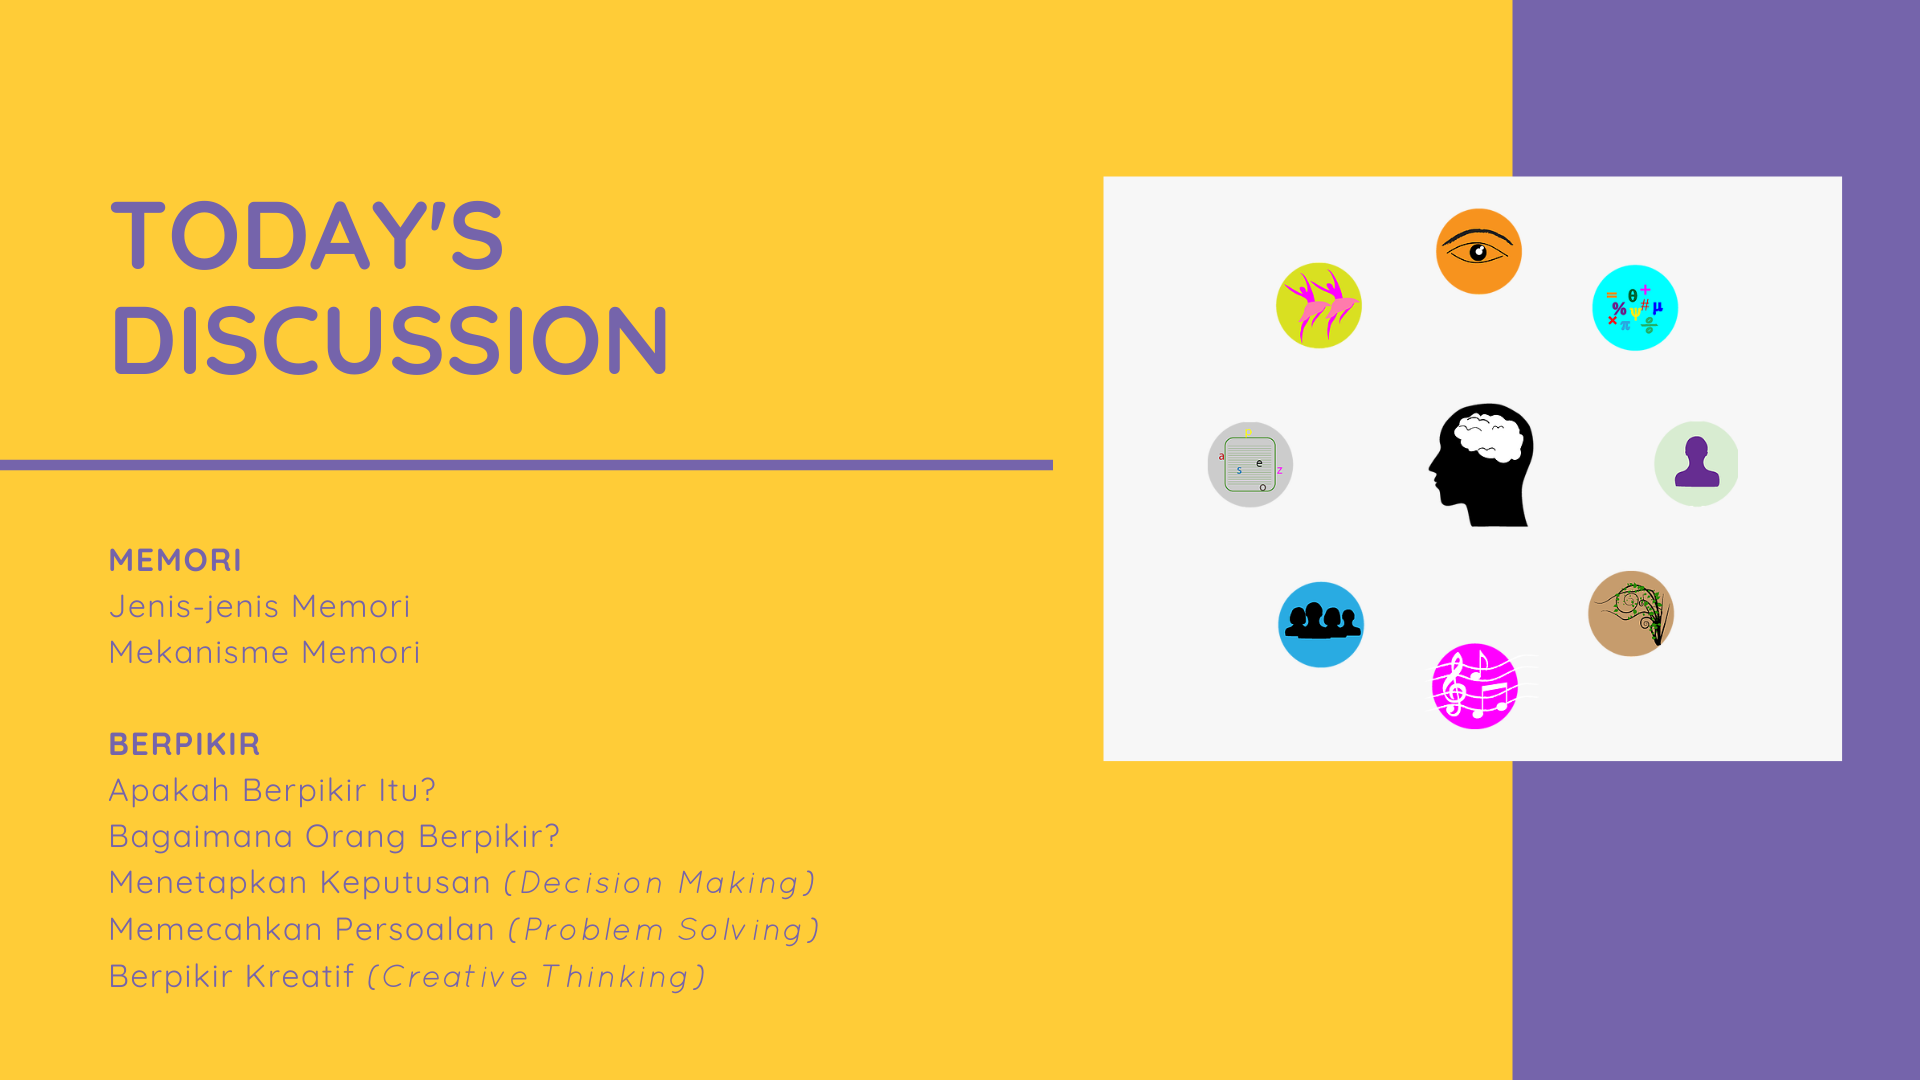 TODAY'S
DISCUSSION
MEMORI
Jenis-jenis Memori
Mekanisme Memori
BERPIKIR
Apakah Berpikir Itu?
Bagaimana Orang Berpikir?
Menetapkan Keputusan (Decision Making)
Memecahkan Persoalan (Problem Solving)
Berpikir Kreatif (Creative Thinking)
= θ +
% ψ # μ
× π ÷
p
a s e z
o